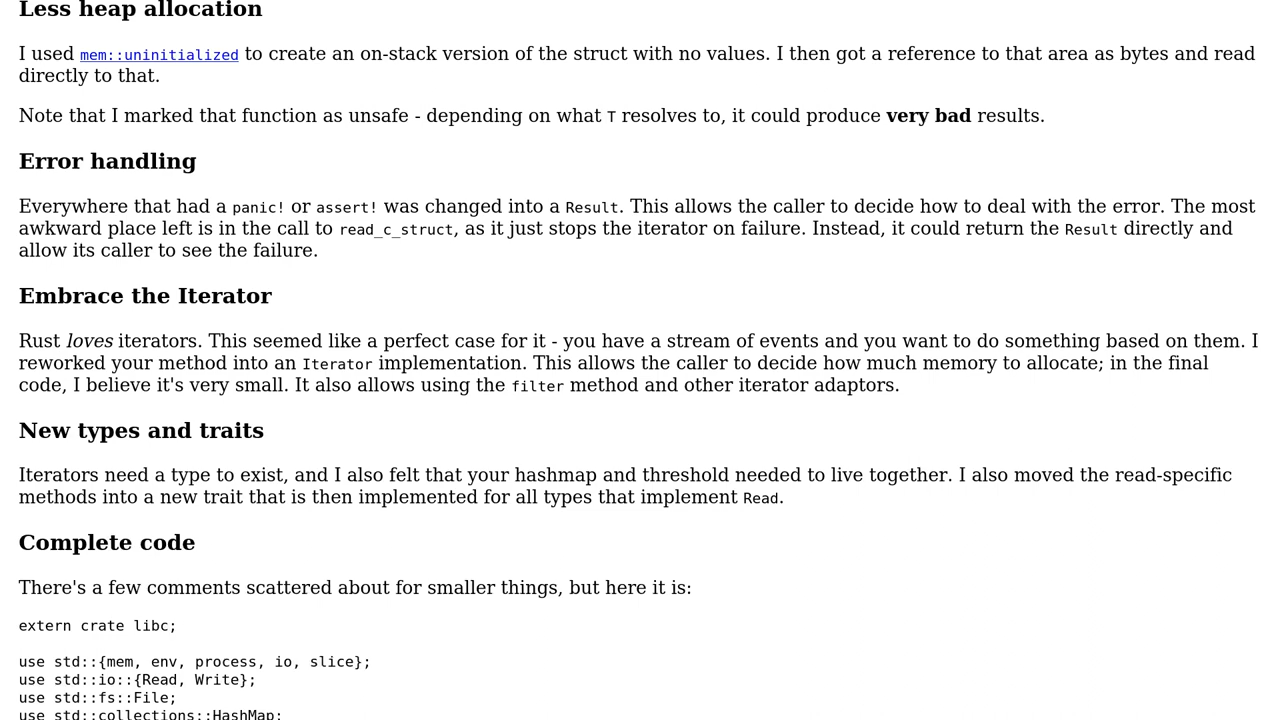 Less heap allocation
I used mem::uninitialized to create an on-stack version of the struct with no values. I then got a reference to that area as bytes and read
directly to that.
Note that I marked that function as unsafe - depending on what T resolves to, it could produce very bad results.
Error handling
Everywhere that had a panic! or assert! was changed into a Result. This allows the caller to decide how to deal with the error. The most
awkward place left is in the call to read_c_struct, as it just stops the iterator on failure. Instead, it could return the Result directly and
allow its caller to see the failure.
Embrace the Iterator
Rust loves iterators. This seemed like a perfect case for it - you have a stream of events and you want to do something based on them. I
reworked your method into an Iterator implementation. This allows the caller to decide how much memory to allocate; in the final
code, I believe it's very small. It also allows using the filter method and other iterator adaptors.
New types and traits
Iterators need a type to exist, and I also felt that your hashmap and threshold needed to live together. I also moved the read-specific
methods into a new trait that is then implemented for all types that implement Read.
Complete code
There's a few comments scattered about for smaller things, but here it is:
extern crate libc;
use std::{mem, env, process, io, slice};
use std::io::{Read, Write};
use std::fs::File;
use std::collections::HashMap;